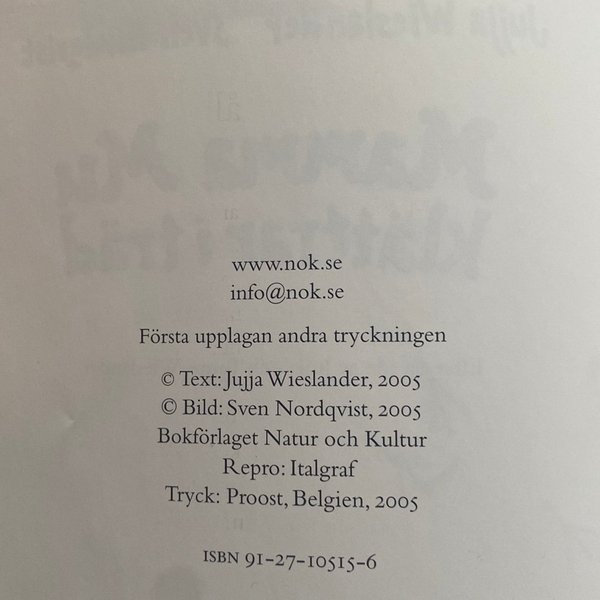 www.nok.se
info@nok.se
Första upplagan andra tryckningen
© Text: Jujja Wieslander, 2005
© Bild: Sven Nordqvist, 2005
Bokförlaget Natur och Kultur
Repro: Italgraf
Tryck: Proost, Belgien, 2005
ISBN 91-27-10515-6